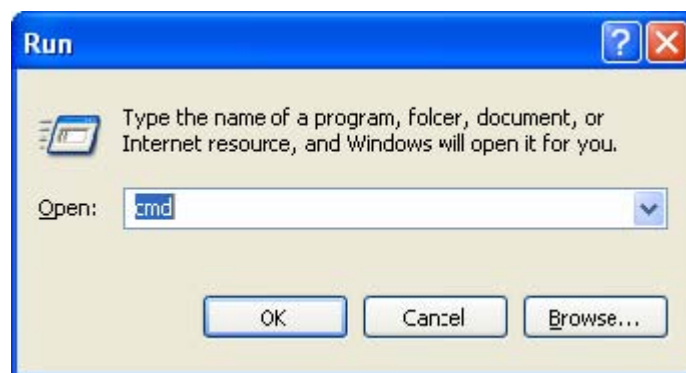 Run
Type the name of a program, folcer, document, or
Internet resource, and Windows will open it for you.
Open:
cmd
OK
Cancel
Browse...